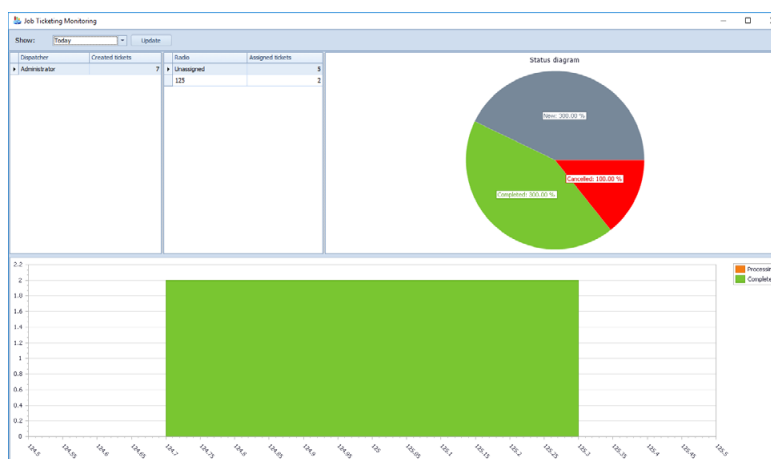 Job Ticketing Monitoring
Show: Today Update
Dispatcher Created tickets
Administrator 7
Radio Assigned tickets
Unassigned 5
125 2
Status diagram
New: 300.00 %
Cancelled: 100.00 %
Completed: 300.00 %
Processin
Complete
2.2
2
1.8
1.6
1.4
1.2
1
0.8
0.6
0.4
0.2
0
124.5 124.55 124.6 124.65 124.7 124.75 124.8 124.85 124.9 124.95 125 125.05 125.1 125.15 125.2 125.25 125.3 125.35 125.4 125.45 125.5